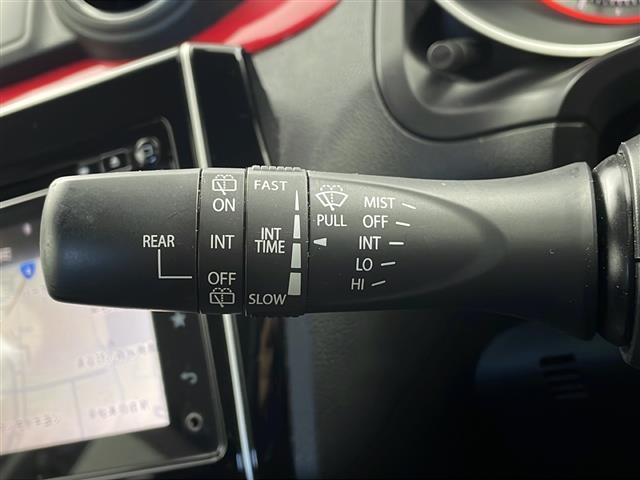 REAR
ON
INT
OFF
FAST
INT
TIME
SLOW
PULL
MIST
OFF
INT
LO
HI